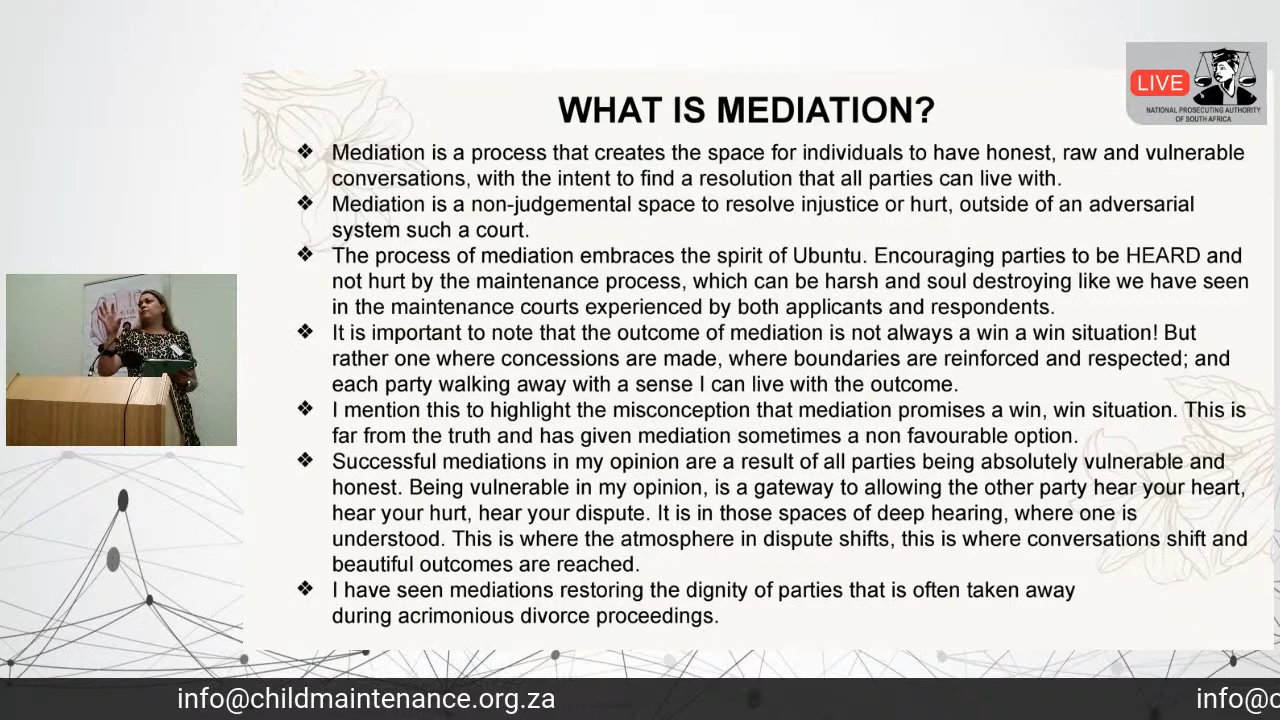 LIVE
NATIONAL PROSECUTING AUTHORITY
OF SOUTH AFRICA
WHAT IS MEDIATION?
❖ Mediation is a process that creates the space for individuals to have honest, raw and vulnerable
conversations, with the intent to find a resolution that all parties can live with.
❖ Mediation is a non-judgemental space to resolve injustice or hurt, outside of an adversarial
system such a court.
❖ The process of mediation embraces the spirit of Ubuntu. Encouraging parties to be HEARD and
not hurt by the maintenance process, which can be harsh and soul destroying like we have seen
in the maintenance courts experienced by both applicants and respondents.
❖ It is important to note that the outcome of mediation is not always a win a win situation! But
rather one where concessions are made, where boundaries are reinforced and respected; and
each party walking away with a sense I can live with the outcome.
❖ I mention this to highlight the misconception that mediation promises a win, win situation. This is
far from the truth and has given mediation sometimes a non favourable option.
❖ Successful mediations in my opinion are a result of all parties being absolutely vulnerable and
honest. Being vulnerable in my opinion, is a gateway to allowing the other party hear your heart,
hear your hurt, hear your dispute. It is in those spaces of deep hearing, where one is
understood. This is where the atmosphere in dispute shifts, this is where conversations shift and
beautiful outcomes are reached.
❖ I have seen mediations restoring the dignity of parties that is often taken away
during acrimonious divorce proceedings.
info@childmaintenance.org.za
info@c